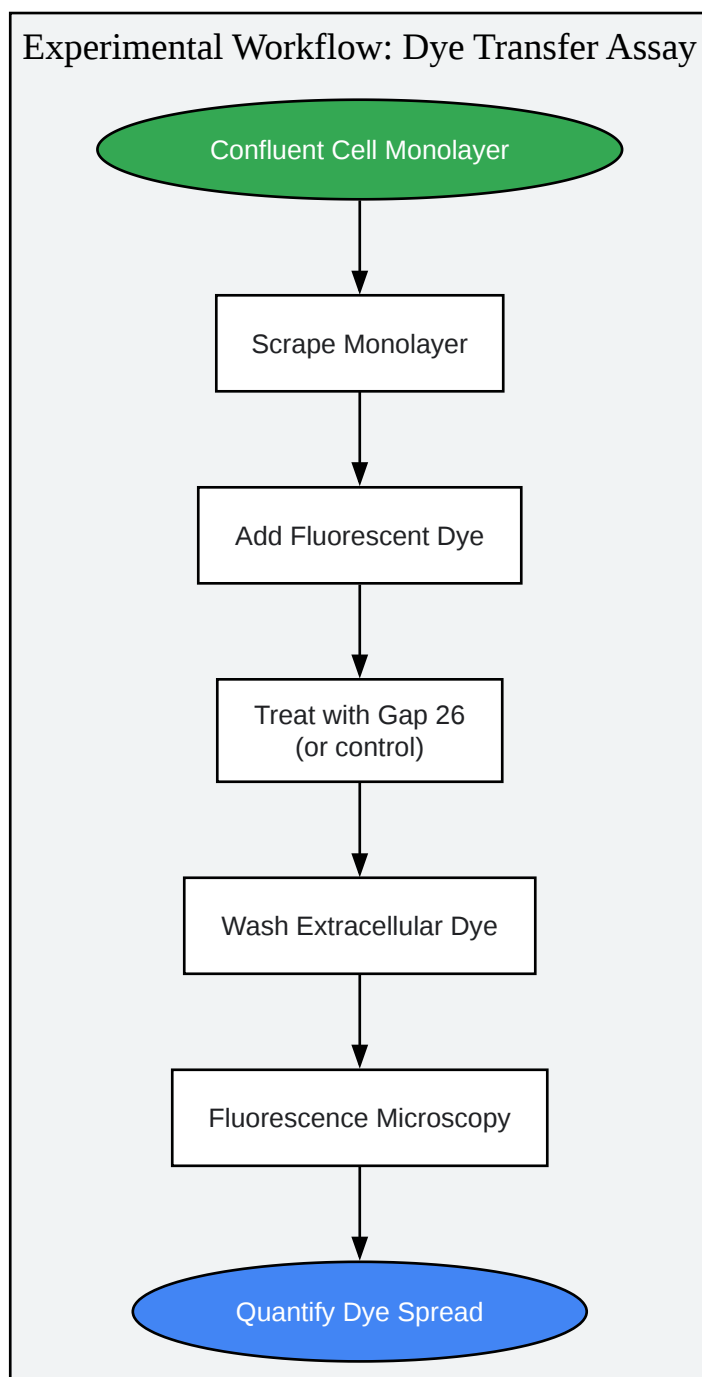 Experimental Workflow: Dye Transfer Assay
Confluent Cell Monolayer
Scrape Monolayer
Add Fluorescent Dye
Treat with Gap 26
(or control)
Wash Extracellular Dye
Fluorescence Microscopy
Quantify Dye Spread